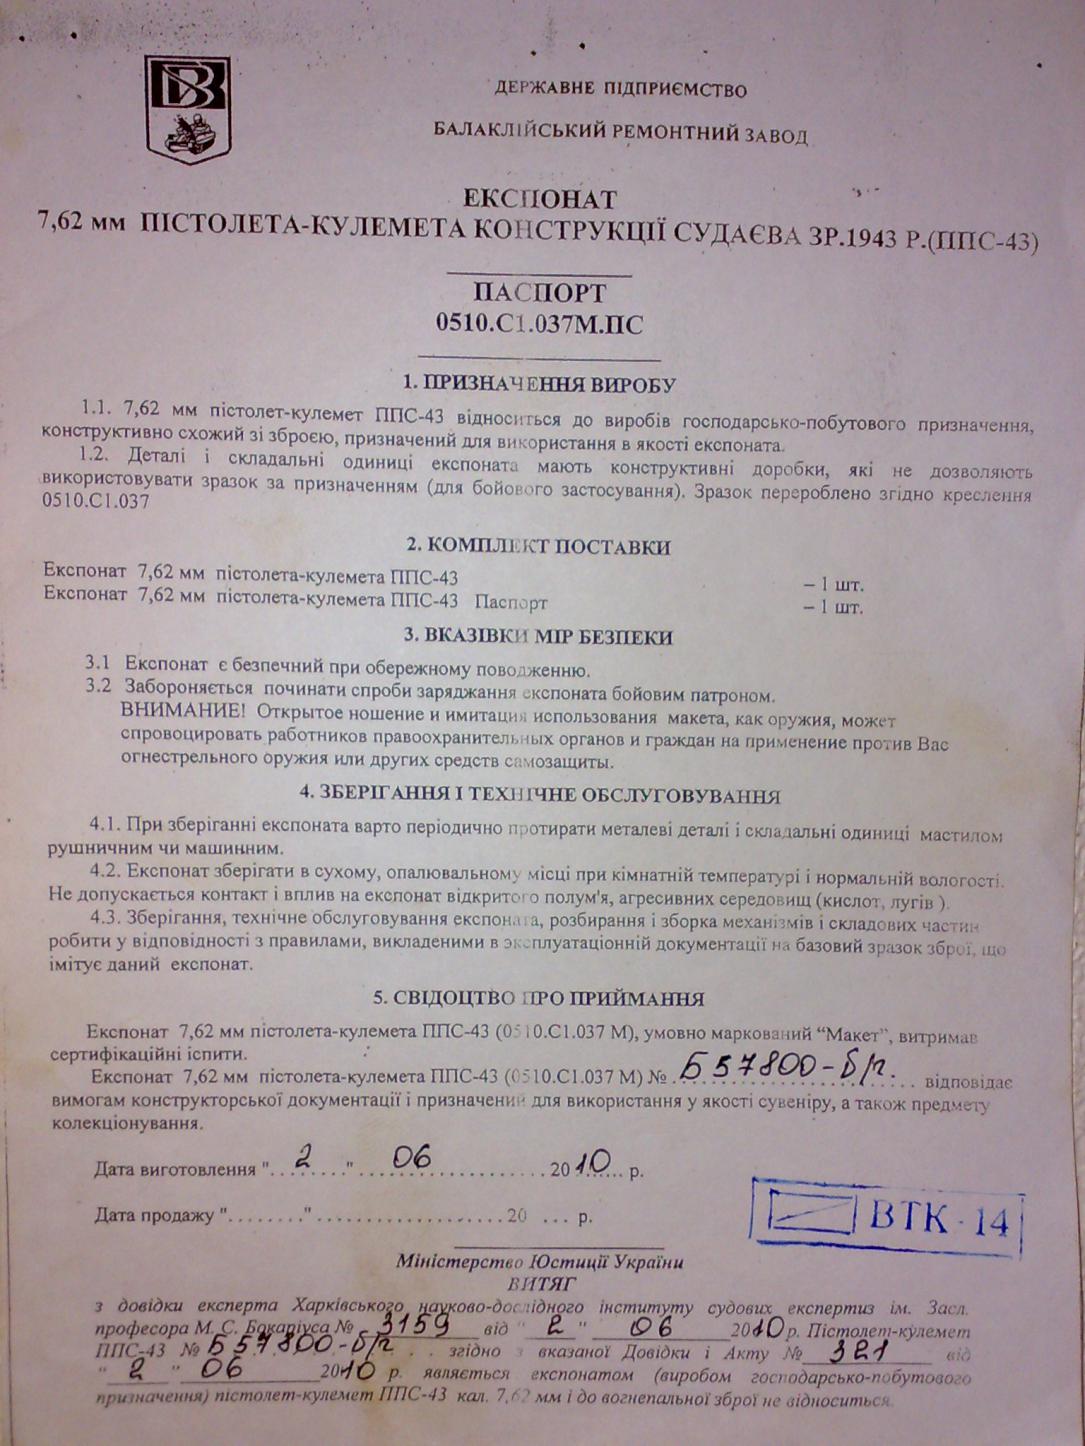 ДЕРЖАВНЕ ПІДПРИЄМСТВО
БАЛАКЛІЙСЬКИЙ РЕМОНТНИЙ ЗАВОД
ЕКСПОНАТ
7,62 мм ПІСТОЛЕТА-КУЛЕМЕТА КОНСТРУКЦІЇ СУДАЄВА ЗР.1943 Р.(ППС-43)
ПАСПОРТ
0510.С1.037М.ПС
1. ПРИЗНАЧЕННЯ ВИРОБУ
1.1. 7,62 мм пістолет-кулемет ППС-43 відноситься до виробів господарсько-побутового призначення,
конструктивно схожий зі зброєю, призначений для використання в якості експоната.
1.2. Деталі і складальні одиниці експоната мають конструктивні доробки, які не дозволяють
використовувати зразок за призначенням (для бойового застосування). Зразок перероблено згідно креслення
0510.С1.037
2. КОМПЛЕКТ ПОСТАВКИ
Експонат 7,62 мм пістолета-кулемета ППС-43 – 1 шт.
Експонат 7,62 мм пістолета-кулемета ППС-43 Паспорт – 1 шт.
3. ВКАЗІВКИ МІР БЕЗПЕКИ
3.1 Експонат є безпечний при обережному поводженню.
3.2 Забороняється починати спроби заряджання експоната бойовим патроном.
ВНИМАНИЕ! Открытое ношение и имитация использования макета, как оружия, может
спровоцировать работников правоохранительных органов и граждан на применение против Вас
огнестрельного оружия или других средств самозащиты.
4. ЗБЕРІГАННЯ І ТЕХНІЧНЕ ОБСЛУГОВУВАННЯ
4.1. При зберіганні експоната варто періодично протирати металеві деталі і складальні одиниці мастилом
рушничним чи машинним.
4.2. Експонат зберігати в сухому, опалювальному місці при кімнатній температурі і нормальній вологості.
Не допускається контакт і вплив на експонат відкритого полум'я, агресивних середовищ (кислот, лугів ).
4.3. Зберігання, технічне обслуговування експоната, розбирання і зборка механізмів і складових частин
робити у відповідності з правилами, викладеними в эксплуатаціонній документації на базовий зразок зброї, що
імітує даний експонат.
5. СВІДОЦТВО ПРО ПРИЙМАННЯ
Експонат 7,62 мм пістолета-кулемета ППС-43 (0510.С1.037 М), умовно маркований “Макет”, витримав
сертифікаційні іспити.
Експонат 7,62 мм пістолета-кулемета ППС-43 (0510.С1.037 М) № Б 57800-б/п. відповідає
вимогам конструкторської документації і призначений для використання у якості сувеніру, а також предмету
колекціонування.
Дата виготовлення "...2..." ...06... 2010... р.
Дата продажу "........"....................20 ... р.
ВТК - 14
Міністерство Юстиції України
ВИТЯГ
з довідки експерта Харківського науково-дослідного інституту судових експертиз ім. Засл.
професора М. С. Бокаріуса № 3159 від " 2 " 06 2010 р. Пістолет-кулемет
ППС-43 № Б 57800-б/п . . згідно з вказаної Довідки і Акту № 321 від
" 2 " 06 2010 р. являється експонатом (виробом господарсько-побутового
призначення) пістолет-кулемет ППС-43 кал. 7,62 мм і до вогнепальної зброї не відноситься.